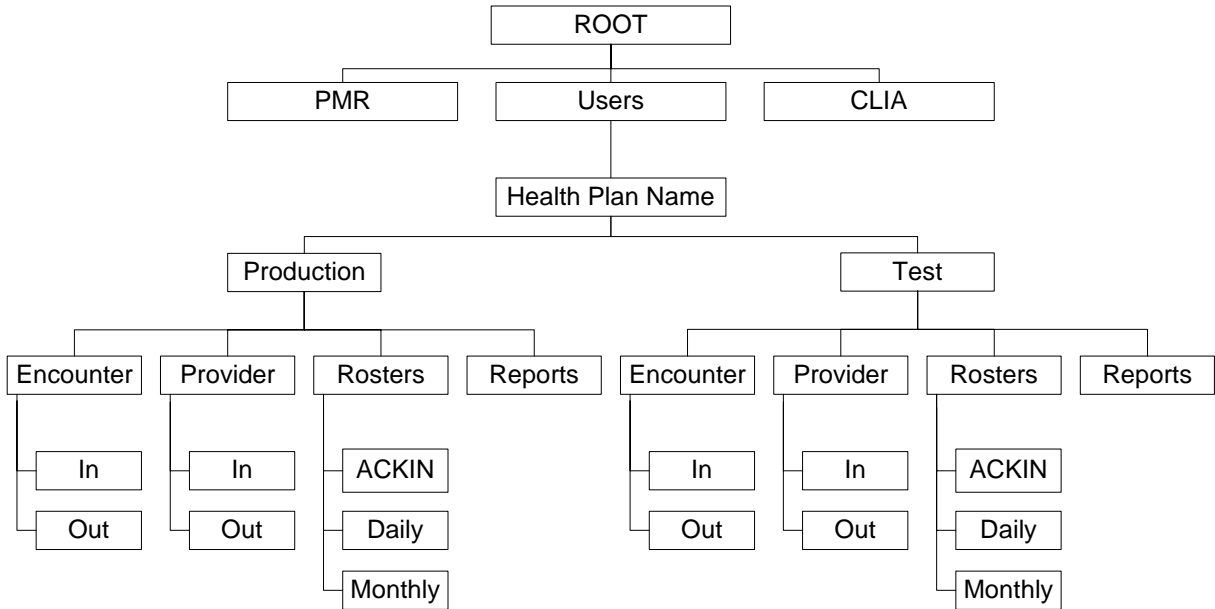 ROOT
PMR
Users
CLIA
Health Plan Name
Production
Test
Encounter
Provider
Rosters
Reports
Encounter
Provider
Rosters
Reports
In
In
ACKIN
In
In
ACKIN
Out
Out
Daily
Out
Out
Daily
Monthly
Monthly